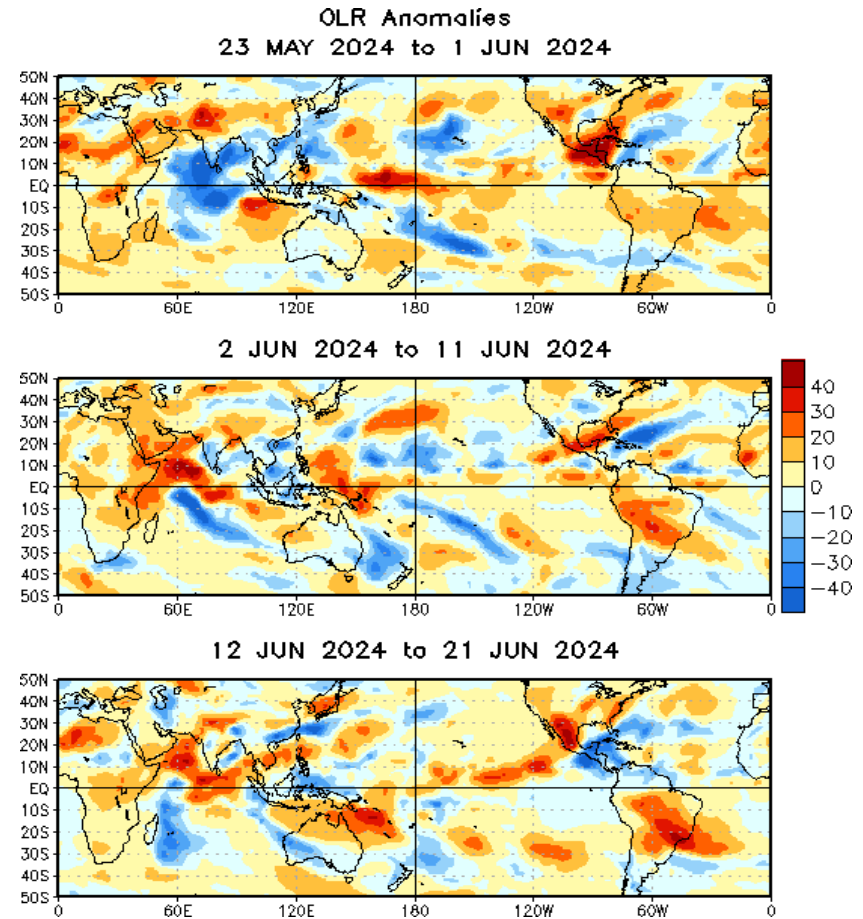 OLR Anomalies
23 MAY 2024 to 1 JUN 2024
50N
40N
30N
20N
10N
EQ
10S
20S
30S
40S
50S
0 60E 120E 180 120W 60W 0
2 JUN 2024 to 11 JUN 2024
50N
40N
30N
20N
10N
EQ
10S
20S
30S
40S
50S
0 60E 120E 180 120W 60W 0
40
30
20
10
0
-10
-20
-30
-40
12 JUN 2024 to 21 JUN 2024
50N
40N
30N
20N
10N
EQ
10S
20S
30S
40S
50S
0 60E 120E 180 120W 60W 0